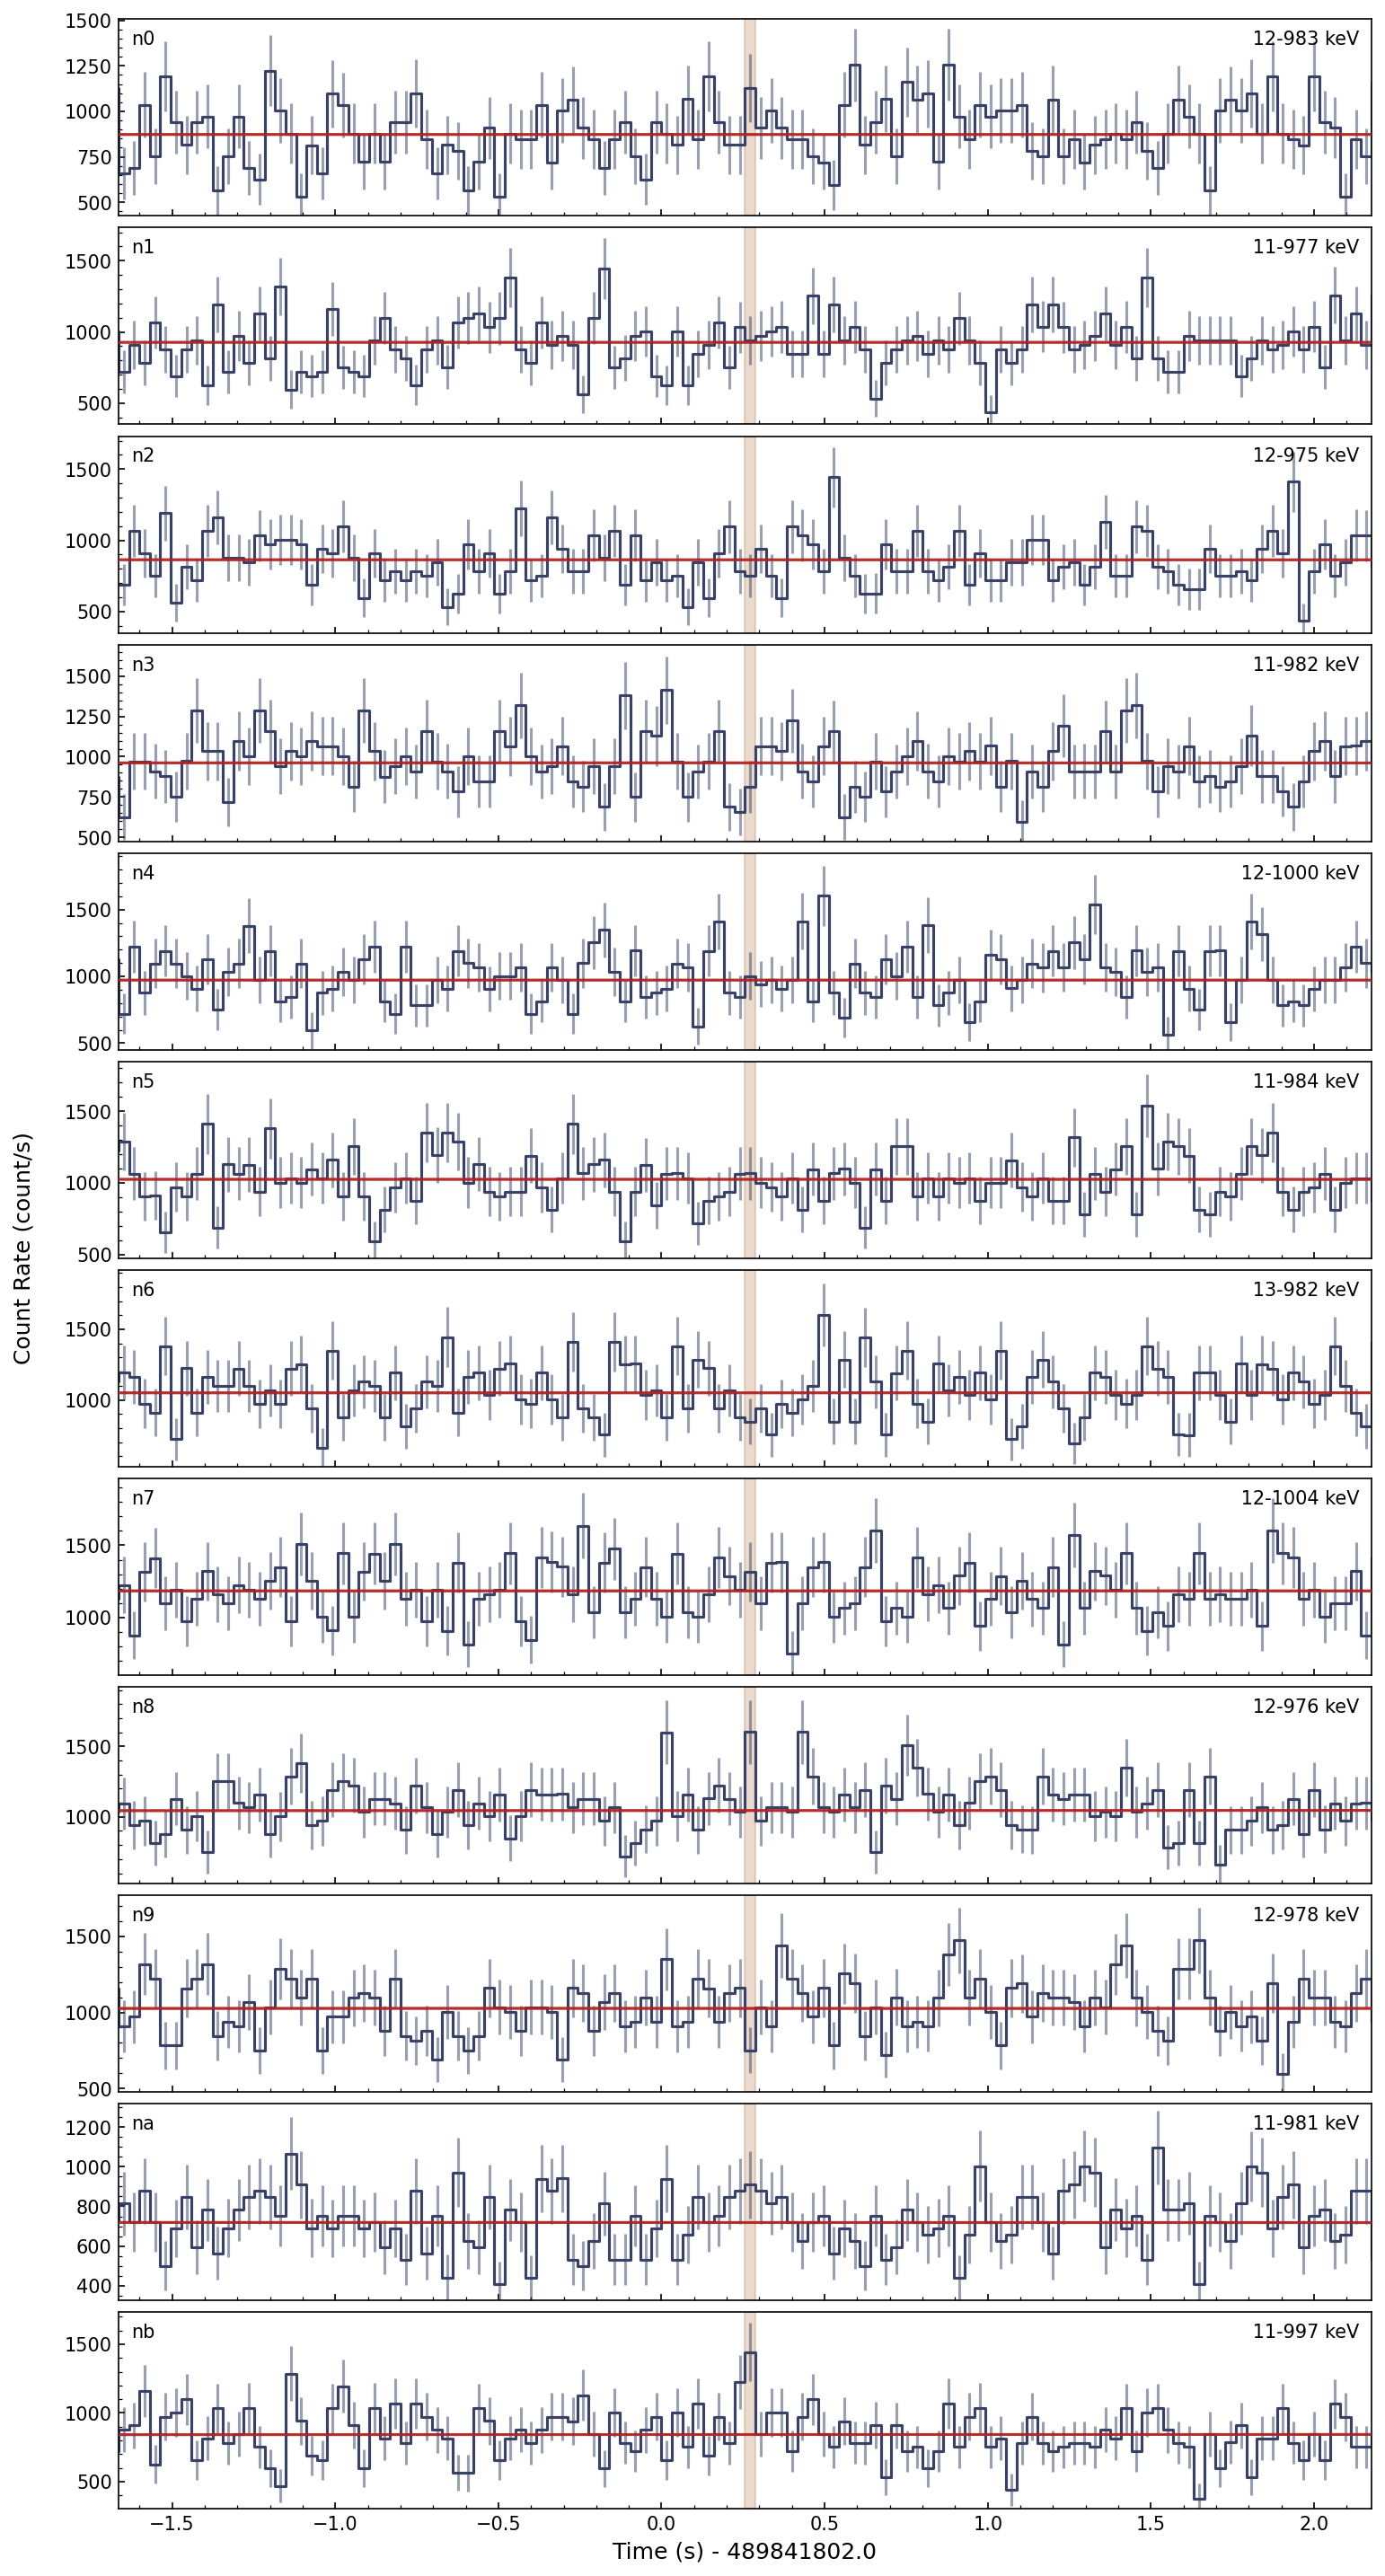 n0 12-983 keV
1500
1250
1000
750
500
n1 11-977 keV
1500
1000
500
n2 12-975 keV
1500
1000
500
n3 11-982 keV
1500
1250
1000
750
500
n4 12-1000 keV
1500
1000
500
n5 11-984 keV
1500
1000
500
n6 13-982 keV
1500
1000
n7 12-1004 keV
1500
1000
n8 12-976 keV
1500
1000
n9 12-978 keV
1500
1000
500
na 11-981 keV
1200
1000
800
600
400
nb 11-997 keV
1500
1000
500
Count Rate (count/s)
−1.5 −1.0 −0.5 0.0 0.5 1.0 1.5 2.0
Time (s) - 489841802.0